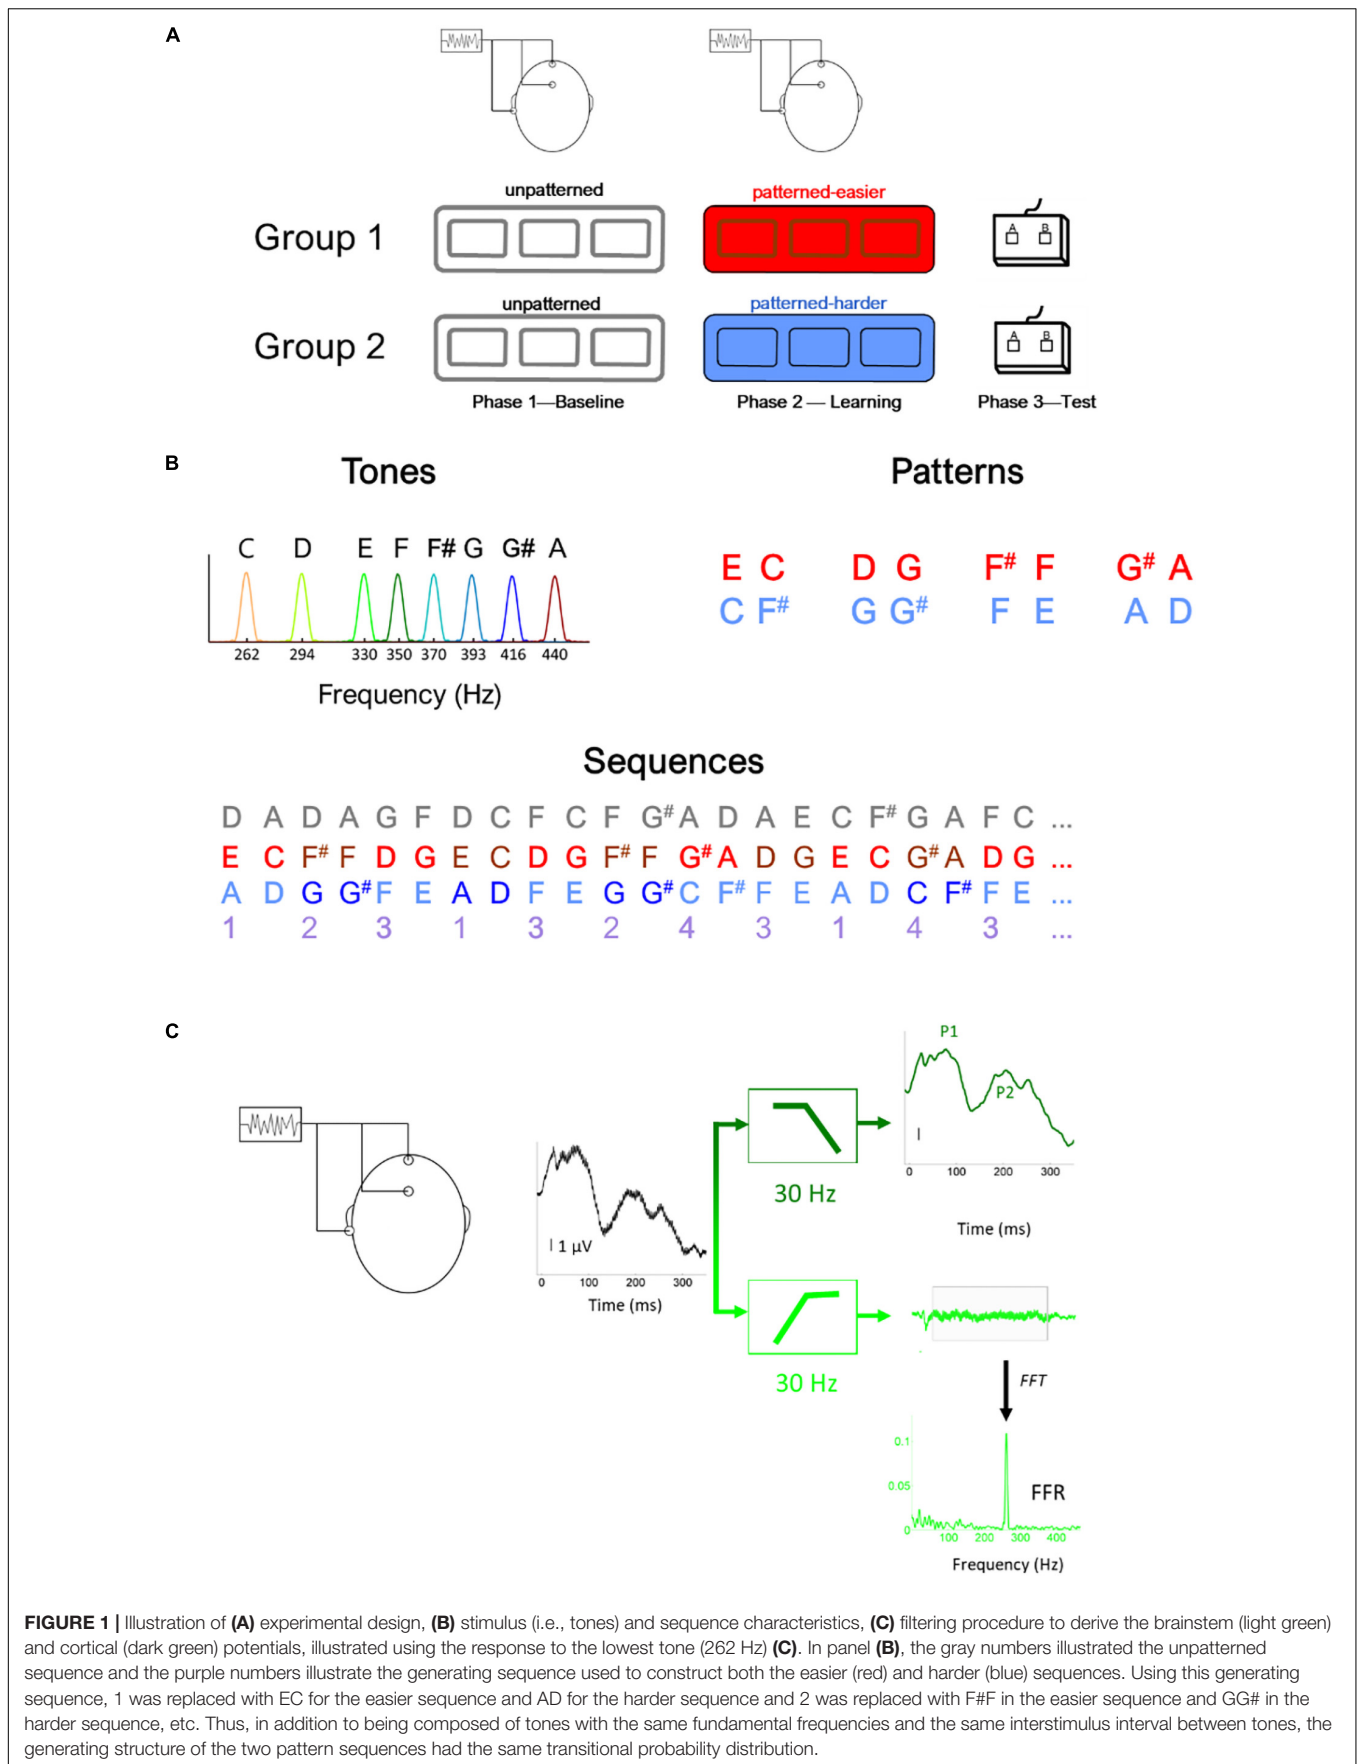 A
unpatterned
patterned-easier
Group 1
A B
unpatterned
patterned-harder
Group 2
A B
Phase 1—Baseline
Phase 2 — Learning
Phase 3—Test
B
Tones
Patterns
C D E F F# G G# A
262 294 330 350 370 393 416 440
Frequency (Hz)
E C D G F# F G# A
C F# G G# F E A D
Sequences
D A D A G F D C F C F G# A D A E C F# G A F C ...
E C F# F D G E C D G F# F G# A D G E C G# A D G ...
A D G G# F E A D F E G G# C F# F E A D C F# F E ...
1 2 3 1 3 2 4 3 1 4 3 ...
C
P1
P2
0 100 200 300
Time (ms)
30 Hz
1 µV
0 100 200 300
Time (ms)
30 Hz
FFT
0.1
0.05
0
FFR
100 200 300 400
Frequency (Hz)
FIGURE 1 | Illustration of (A) experimental design, (B) stimulus (i.e., tones) and sequence characteristics, (C) filtering procedure to derive the brainstem (light green)
and cortical (dark green) potentials, illustrated using the response to the lowest tone (262 Hz) (C). In panel (B), the gray numbers illustrated the unpatterned
sequence and the purple numbers illustrate the generating sequence used to construct both the easier (red) and harder (blue) sequences. Using this generating
sequence, 1 was replaced with EC for the easier sequence and AD for the harder sequence and 2 was replaced with F#F in the easier sequence and GG# in the
harder sequence, etc. Thus, in addition to being composed of tones with the same fundamental frequencies and the same interstimulus interval between tones, the
generating structure of the two pattern sequences had the same transitional probability distribution.